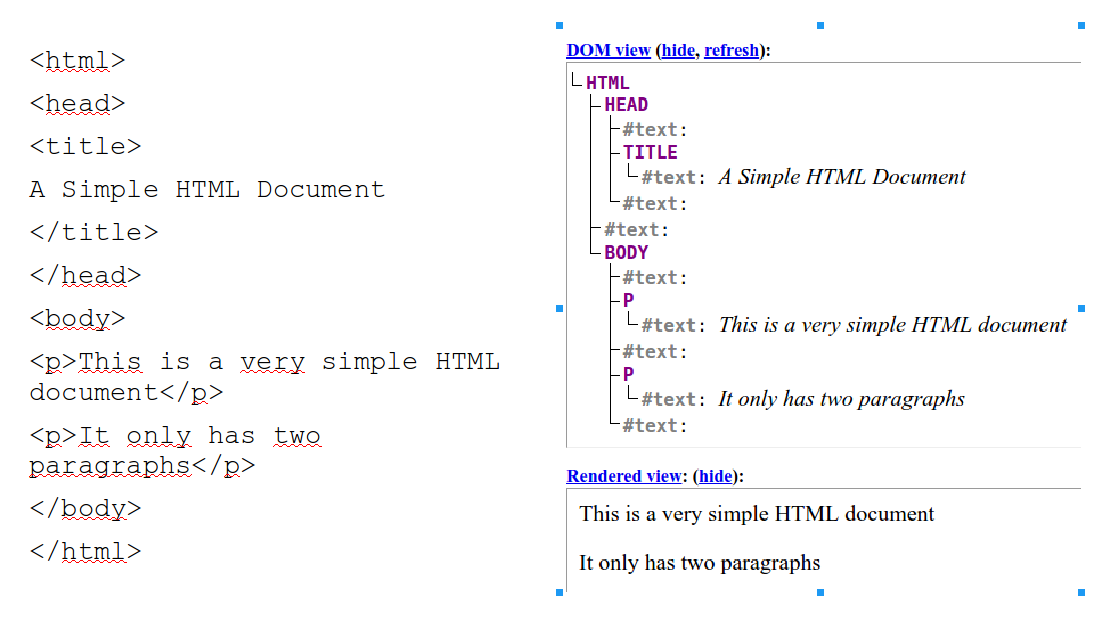 <html>
<head>
<title>
A Simple HTML Document
</title>
</head>
<body>
<p>This is a very simple HTML
document</p>
<p>It only has two
paragraphs</p>
</body>
</html>
DOM view (hide, refresh):
HTML
HEAD
#text:
TITLE
#text: A Simple HTML Document
#text:
#text:
BODY
#text:
P
#text: This is a very simple HTML document
#text:
P
#text: It only has two paragraphs
#text:
Rendered view: (hide):
This is a very simple HTML document
It only has two paragraphs